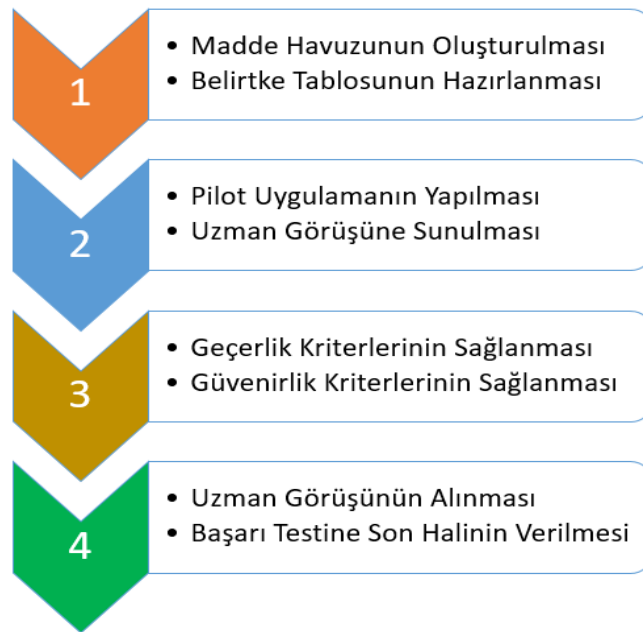 1
• Madde Havuzunun Oluşturulması
• Belirtke Tablosunun Hazırlanması
2
• Pilot Uygulamanın Yapılması
• Uzman Görüşüne Sunulması
3
• Geçerlik Kriterlerinin Sağlanması
• Güvenirlik Kriterlerinin Sağlanması
4
• Uzman Görüşünün Alınması
• Başarı Testine Son Halinin Verilmesi